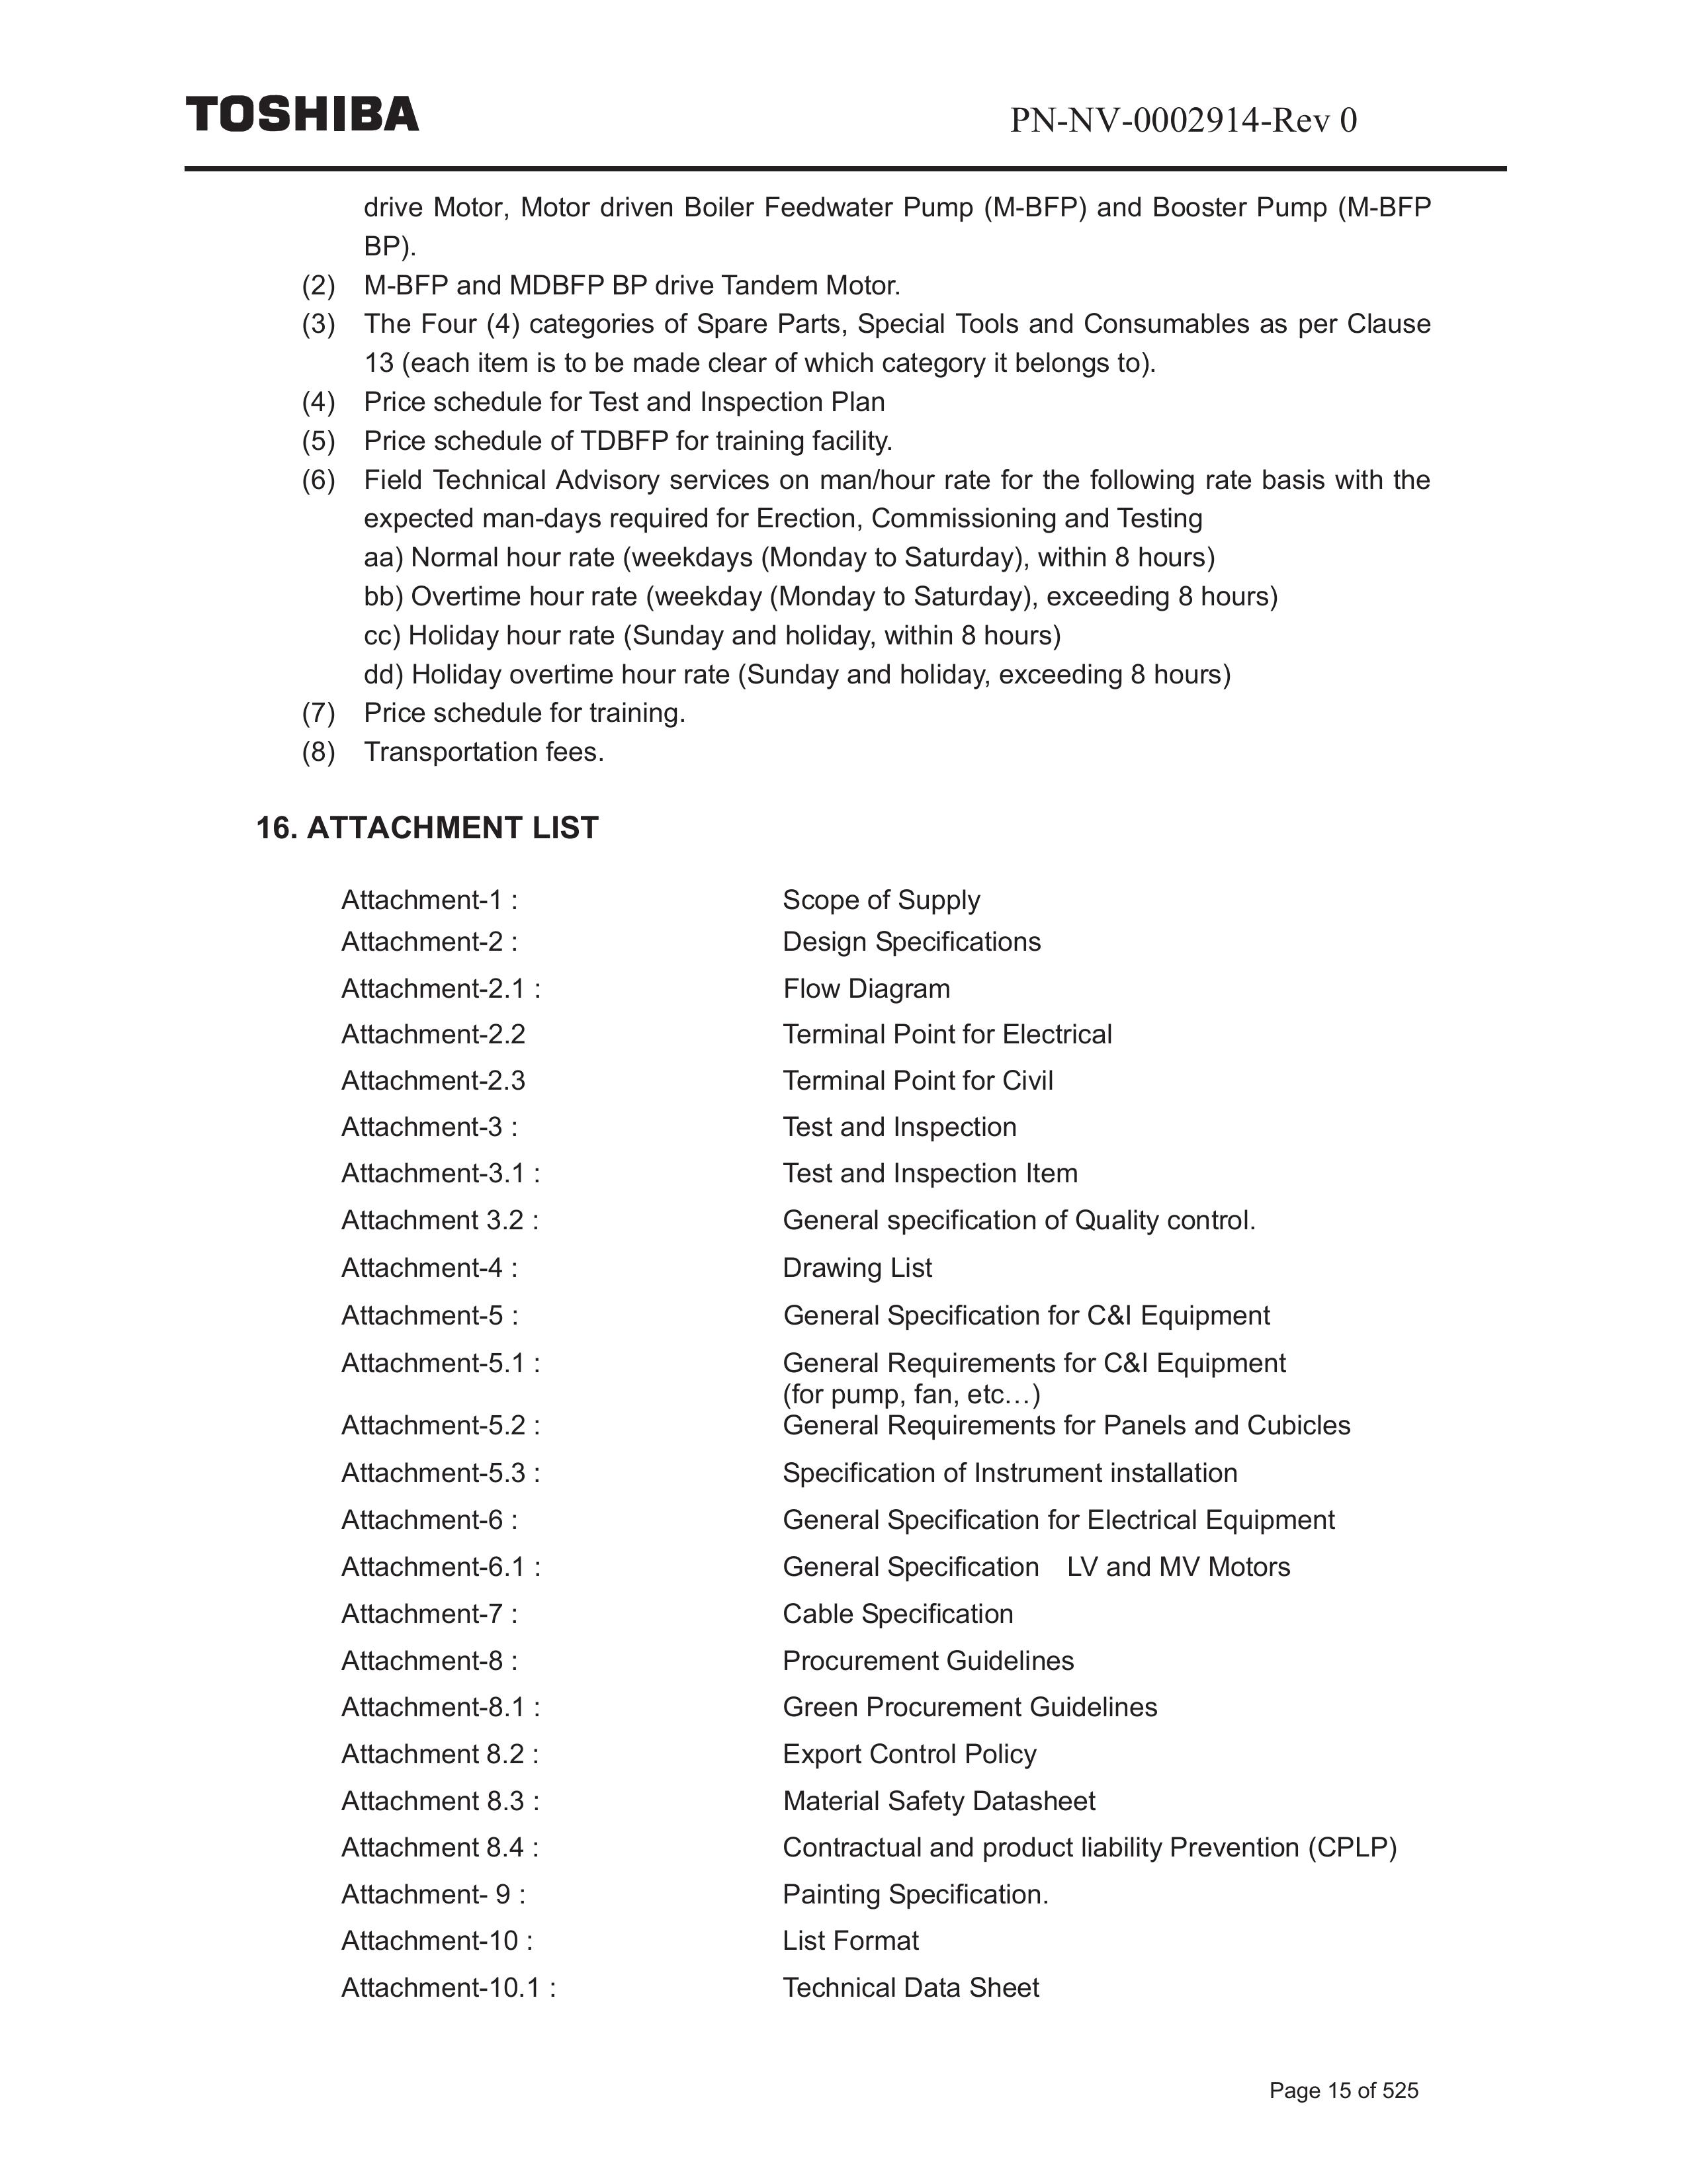 TOSHIBA PN-NV-0002914-Rev 0
drive Motor, Motor driven Boiler Feedwater Pump (M-BFP) and Booster Pump (M-BFP
BP).
(2) M-BFP and MDBFP BP drive Tandem Motor.
(3) The Four (4) categories of Spare Parts, Special Tools and Consumables as per Clause
13 (each item is to be made clear of which category it belongs to).
(4) Price schedule for Test and Inspection Plan
(5) Price schedule of TDBFP for training facility.
(6) Field Technical Advisory services on man/hour rate for the following rate basis with the
expected man-days required for Erection, Commissioning and Testing
aa) Normal hour rate (weekdays (Monday to Saturday), within 8 hours)
bb) Overtime hour rate (weekday (Monday to Saturday), exceeding 8 hours)
cc) Holiday hour rate (Sunday and holiday, within 8 hours)
dd) Holiday overtime hour rate (Sunday and holiday, exceeding 8 hours)
(7) Price schedule for training.
(8) Transportation fees.
16. ATTACHMENT LIST
Attachment-1 : Scope of Supply
Attachment-2 : Design Specifications
Attachment-2.1 : Flow Diagram
Attachment-2.2 Terminal Point for Electrical
Attachment-2.3 Terminal Point for Civil
Attachment-3 : Test and Inspection
Attachment-3.1 : Test and Inspection Item
Attachment 3.2 : General specification of Quality control.
Attachment-4 : Drawing List
Attachment-5 : General Specification for C&I Equipment
Attachment-5.1 : General Requirements for C&I Equipment
(for pump, fan, etc…)
Attachment-5.2 : General Requirements for Panels and Cubicles
Attachment-5.3 : Specification of Instrument installation
Attachment-6 : General Specification for Electrical Equipment
Attachment-6.1 : General Specification LV and MV Motors
Attachment-7 : Cable Specification
Attachment-8 : Procurement Guidelines
Attachment-8.1 : Green Procurement Guidelines
Attachment 8.2 : Export Control Policy
Attachment 8.3 : Material Safety Datasheet
Attachment 8.4 : Contractual and product liability Prevention (CPLP)
Attachment- 9 : Painting Specification.
Attachment-10 : List Format
Attachment-10.1 : Technical Data Sheet
Page 15 of 525